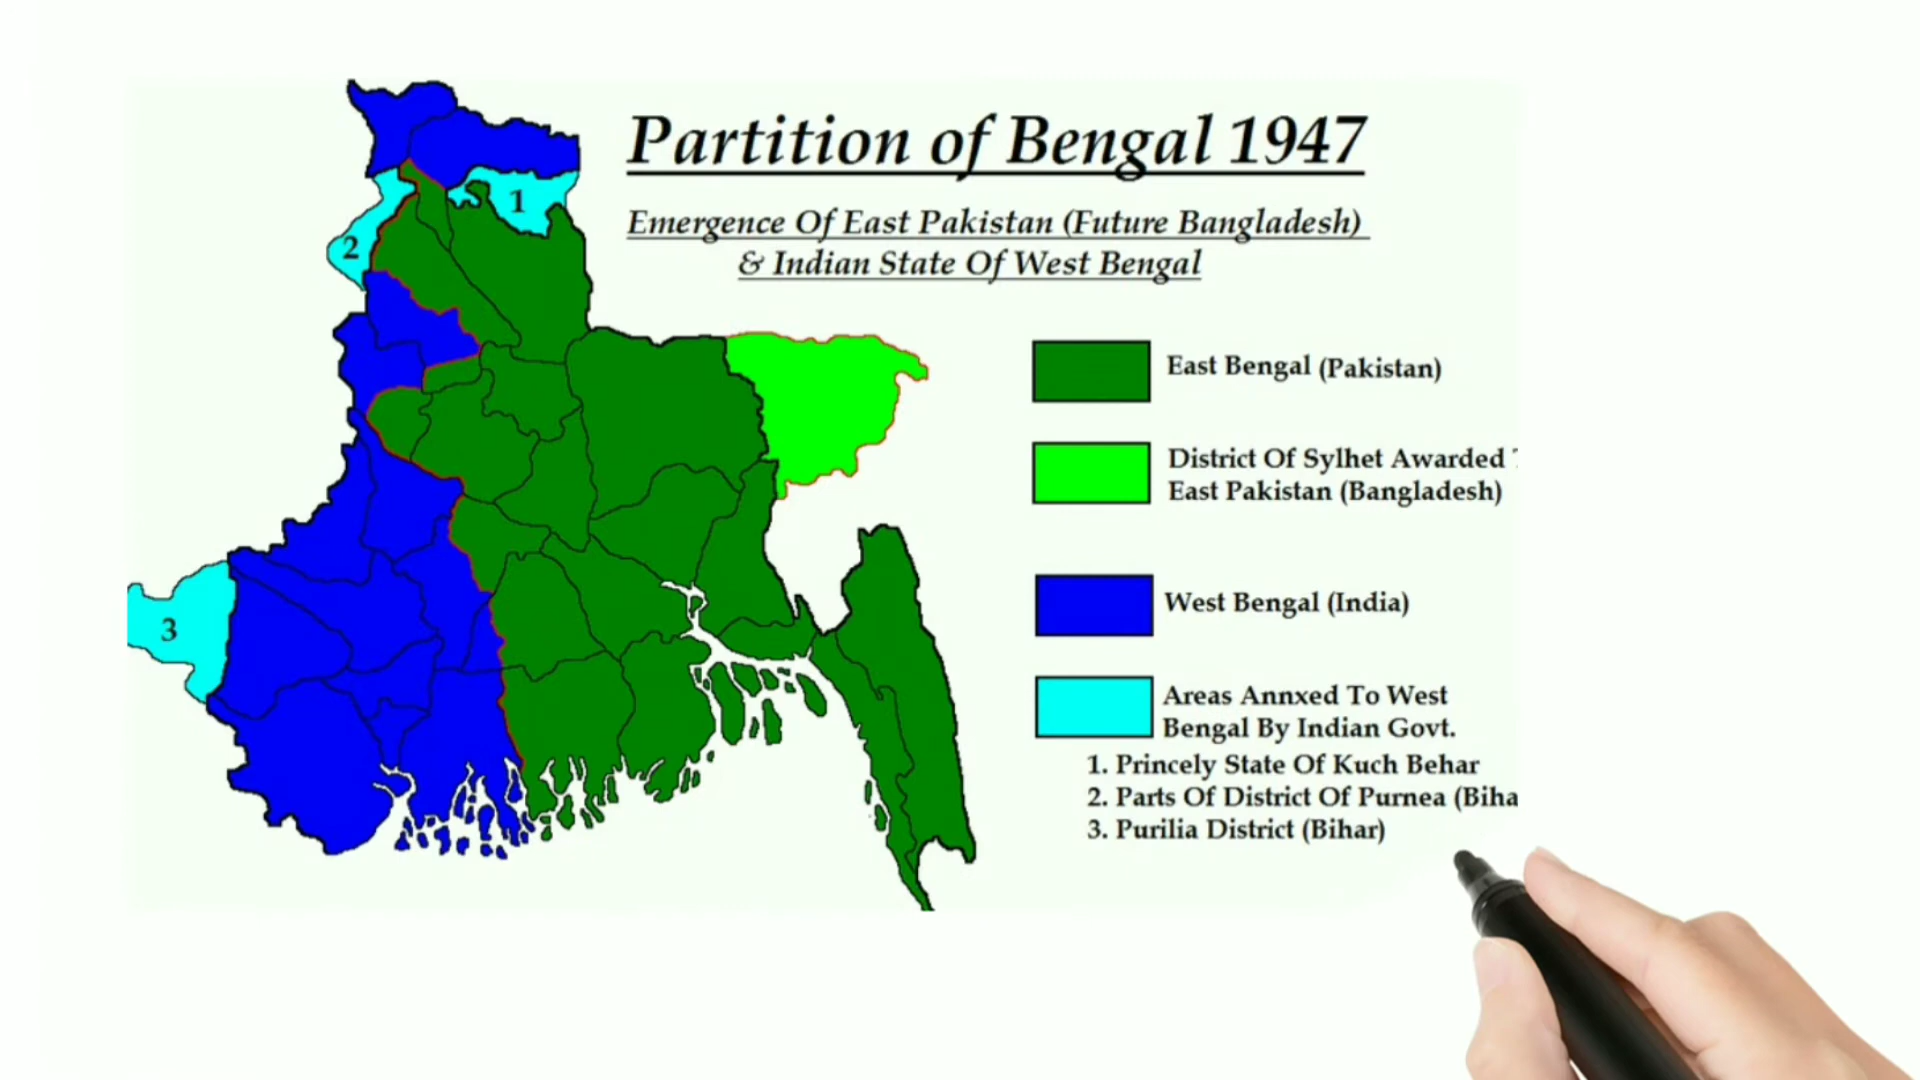 Partition of Bengal 1947
Emergence Of East Pakistan (Future Bangladesh)
& Indian State Of West Bengal
1
2
3
East Bengal (Pakistan)
District Of Sylhet Awarded
East Pakistan (Bangladesh)
West Bengal (India)
Areas Annxed To West
Bengal By Indian Govt.
1. Princely State Of Kuch Behar
2. Parts Of District Of Purnea (Biha
3. Purilia District (Bihar)